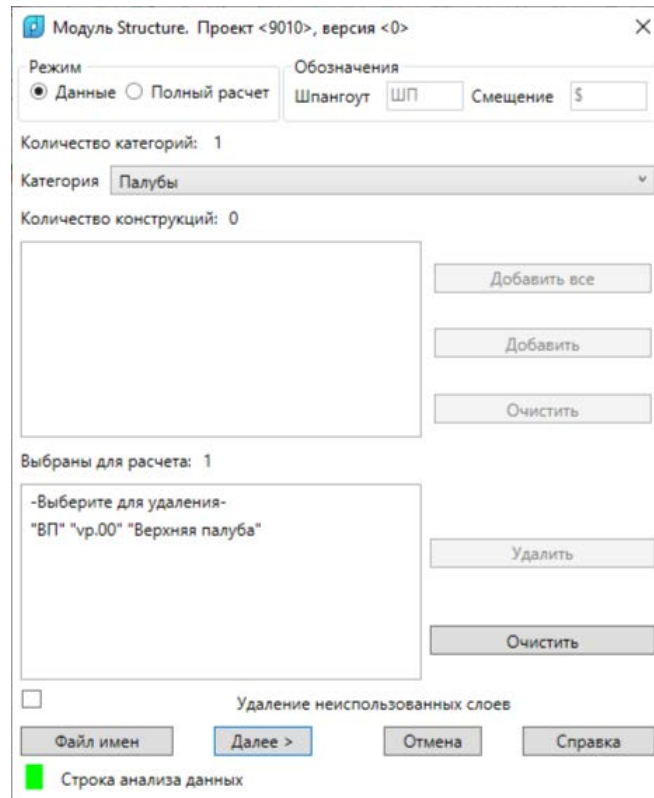 Модуль Structure. Проект <9010>, версия <0>
Режим
Обозначения
Данные Полный расчет
Шпангоут ШП Смещение $
Количество категорий: 1
Категория Палубы
Количество конструкций: 0
Добавить все
Добавить
Очистить
Выбраны для расчета: 1
-Выберите для удаления-
"ВП" "vp.00" "Верхняя палуба"
Удалить
Очистить
Удаление неиспользованных слоев
Файл имен Далее > Отмена Справка
Строка анализа данных